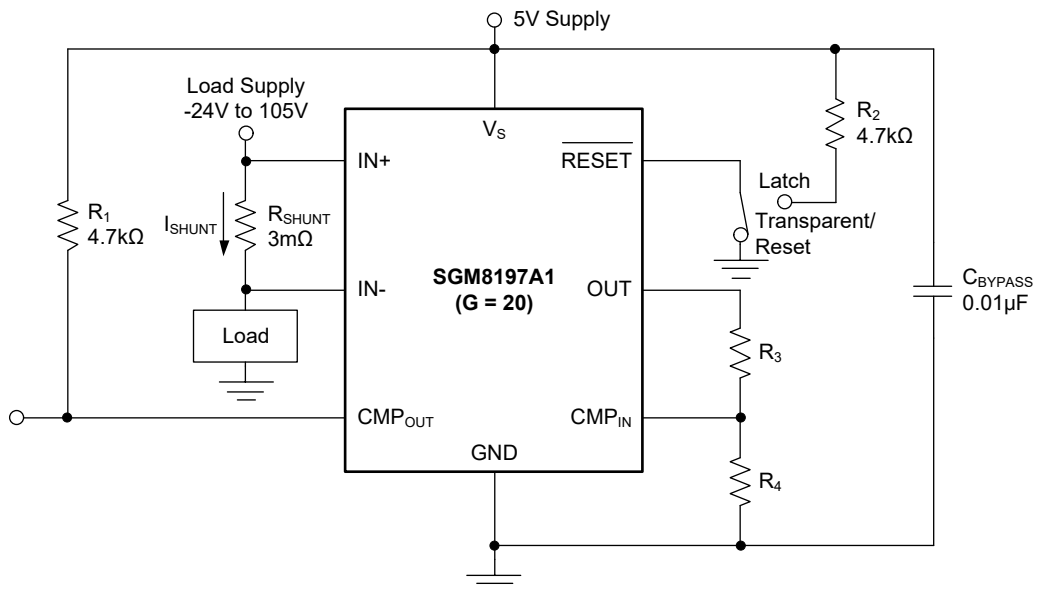 5V Supply
Load Supply
-24V to 105V
VS
IN+
RESET
R2
4.7kΩ
Latch
Transparent/
Reset
R1
4.7kΩ
ISHUNT
RSHUNT
3mΩ
SGM8197A1
(G = 20)
IN-
OUT
CBYPASS
0.01µF
Load
R3
CMPOUT
CMPIN
GND
R4